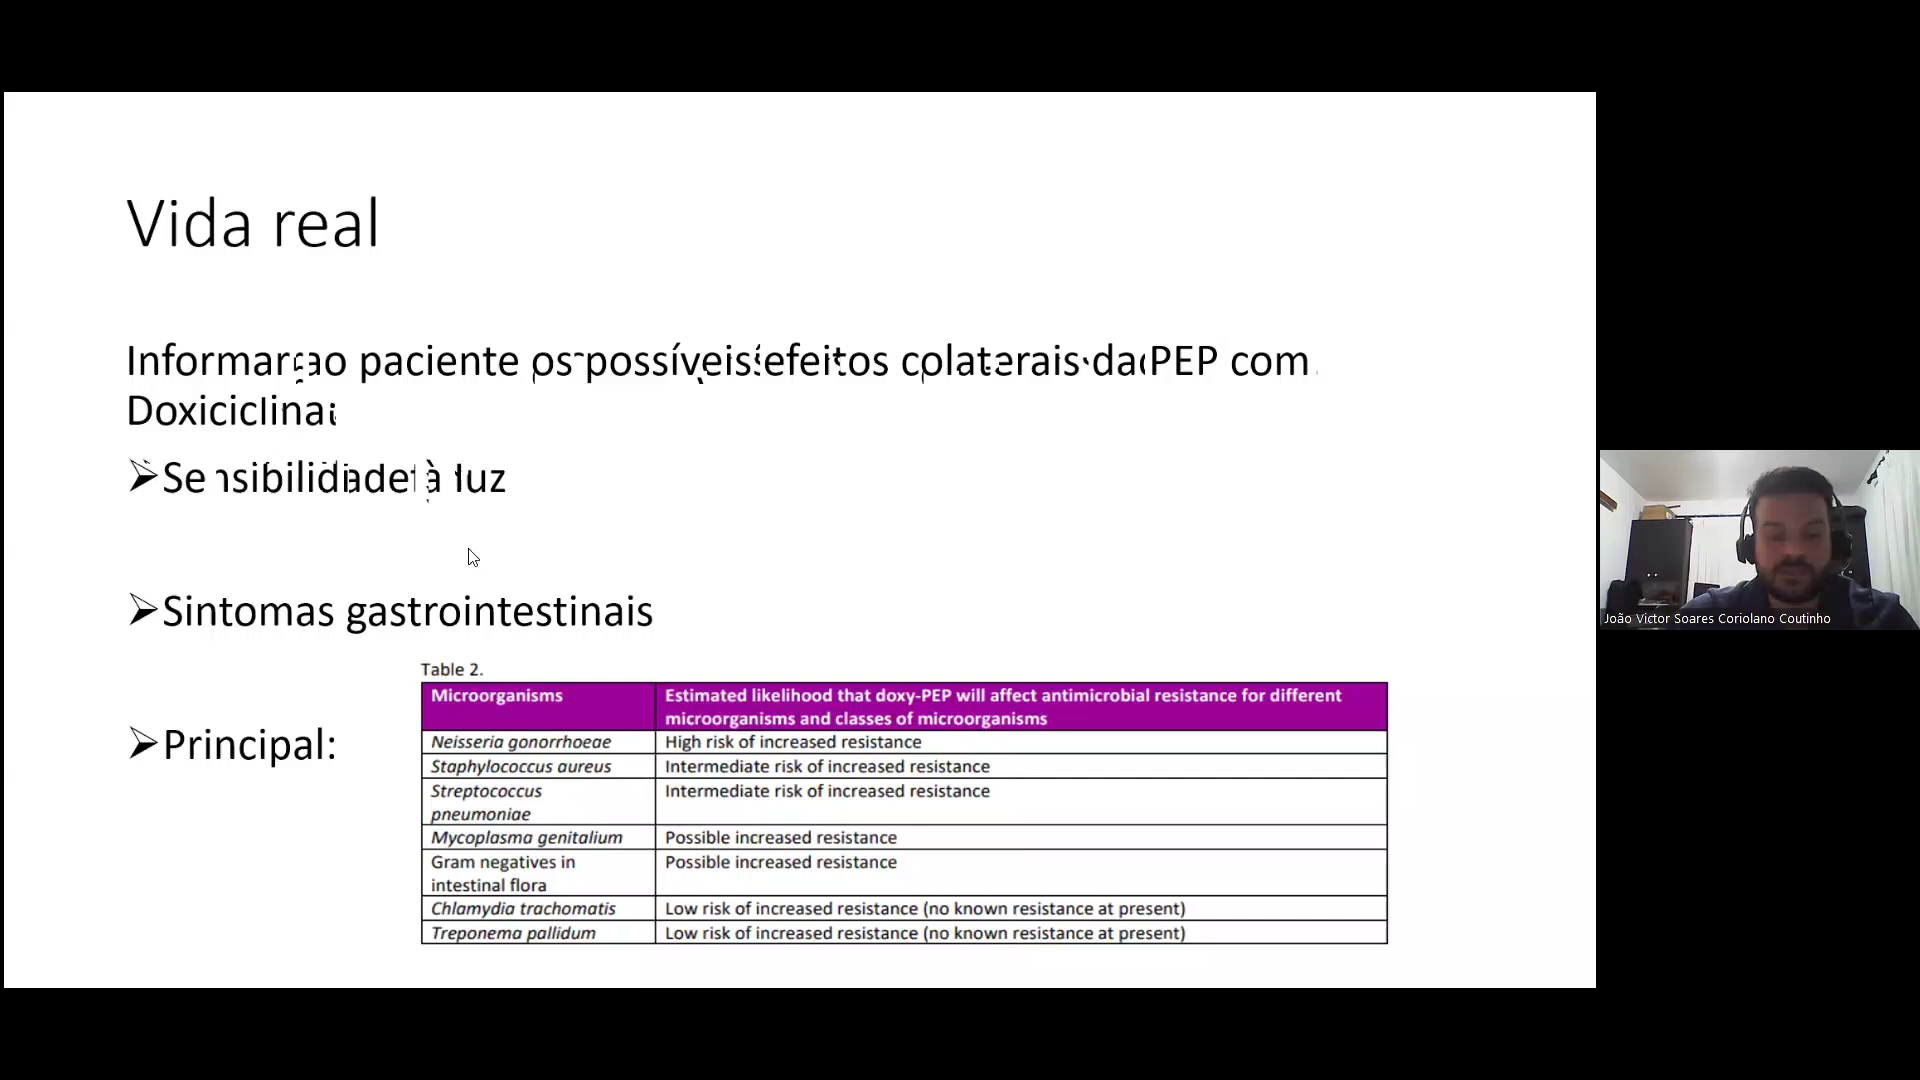 Vida real
Informar ao paciente os possíveis efeitos colaterais da PEP com
Doxiciclina
➢Sensibilidade à luz
➢Sintomas gastrointestinais
➢Principal:
Table 2.
Microorganisms Estimated likelihood that doxy-PEP will affect antimicrobial resistance for different
microorganisms and classes of microorganisms
Neisseria gonorrhoeae High risk of increased resistance
Staphylococcus aureus Intermediate risk of increased resistance
Streptococcus Intermediate risk of increased resistance
pneumoniae
Mycoplasma genitalium Possible increased resistance
Gram negatives in Possible increased resistance
intestinal flora
Chlamydia trachomatis Low risk of increased resistance (no known resistance at present)
Treponema pallidum Low risk of increased resistance (no known resistance at present)
João Victor Soares Coriolano Coutinho